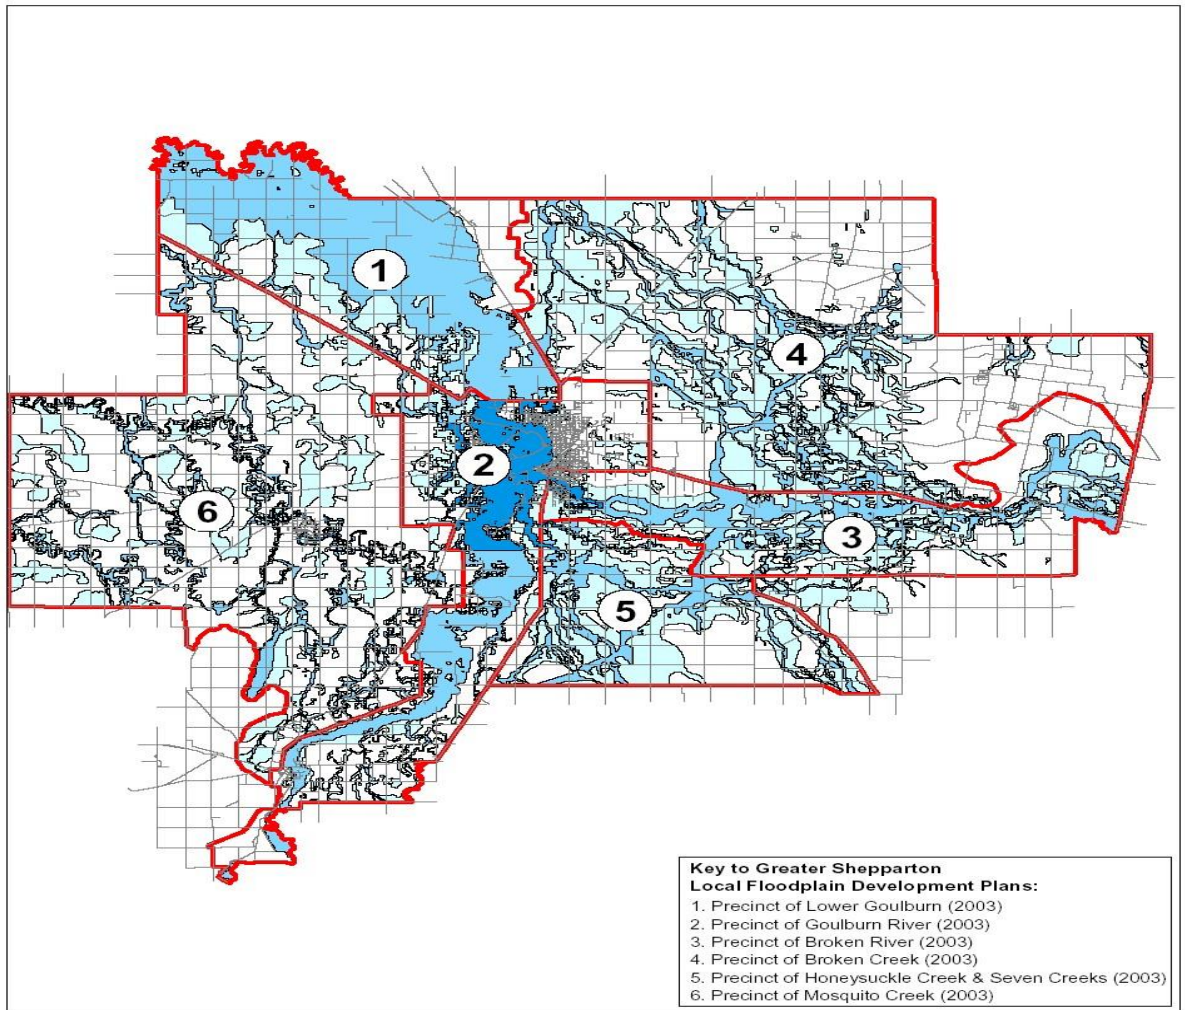 1
4
2
6
3
5
Key to Greater Shepparton
Local Floodplain Development Plans:
1. Precinct of Lower Goulburn (2003)
2. Precinct of Goulburn River (2003)
3. Precinct of Broken River (2003)
4. Precinct of Broken Creek (2003)
5. Precinct of Honeysuckle Creek & Seven Creeks (2003)
6. Precinct of Mosquito Creek (2003)